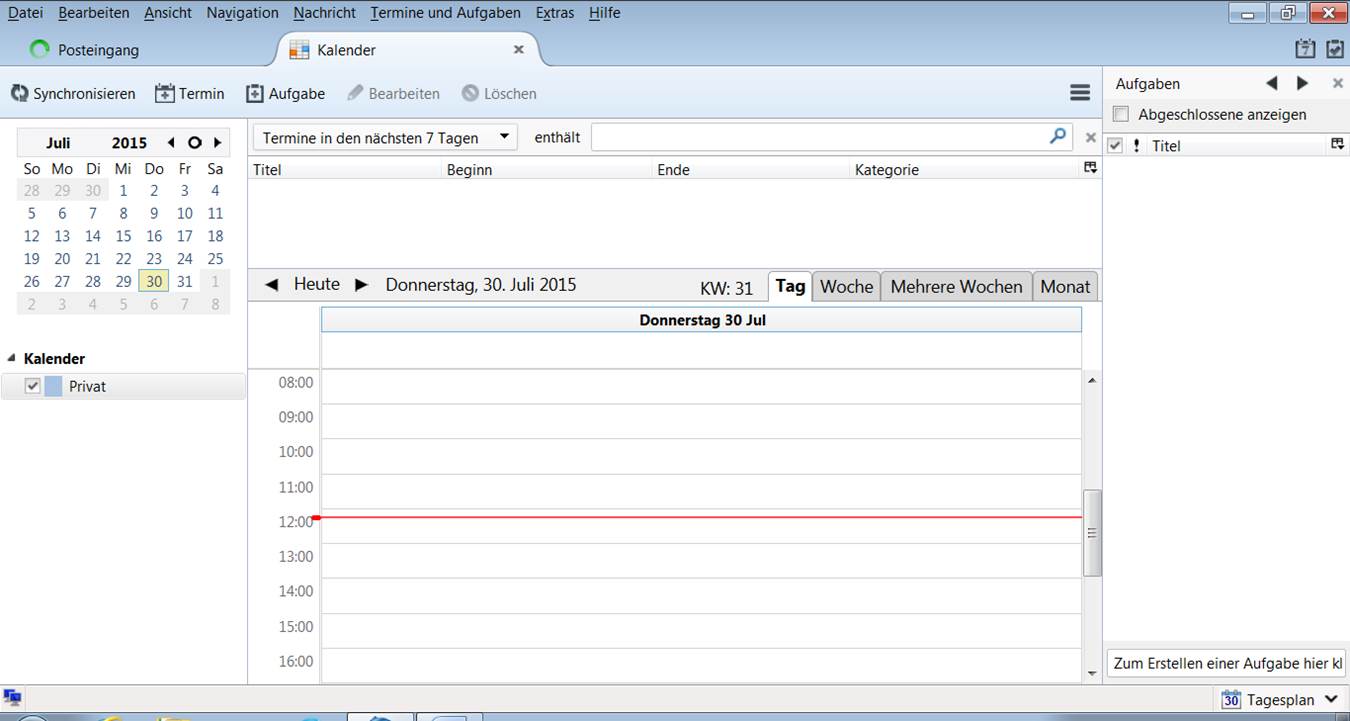 Datei Bearbeiten Ansicht Navigation Nachricht Termine und Aufgaben Extras Hilfe
Posteingang
Kalender
7
Synchronisieren Termin Aufgabe Bearbeiten Löschen
Aufgaben
Abgeschlossene anzeigen
! Titel
Juli 2015
So Mo Di Mi Do Fr Sa
28 29 30 1 2 3 4
5 6 7 8 9 10 11
12 13 14 15 16 17 18
19 20 21 22 23 24 25
26 27 28 29 30 31 1
2 3 4 5 6 7 8
Kalender
Privat
Termine in den nächsten 7 Tagen enthält
Titel Beginn Ende Kategorie
Heute Donnerstag, 30. Juli 2015 KW: 31 Tag Woche Mehrere Wochen Monat
Donnerstag 30 Jul
08:00
09:00
10:00
11:00
12:00
13:00
14:00
15:00
16:00
Zum Erstellen einer Aufgabe hier kl
30 Tagesplan